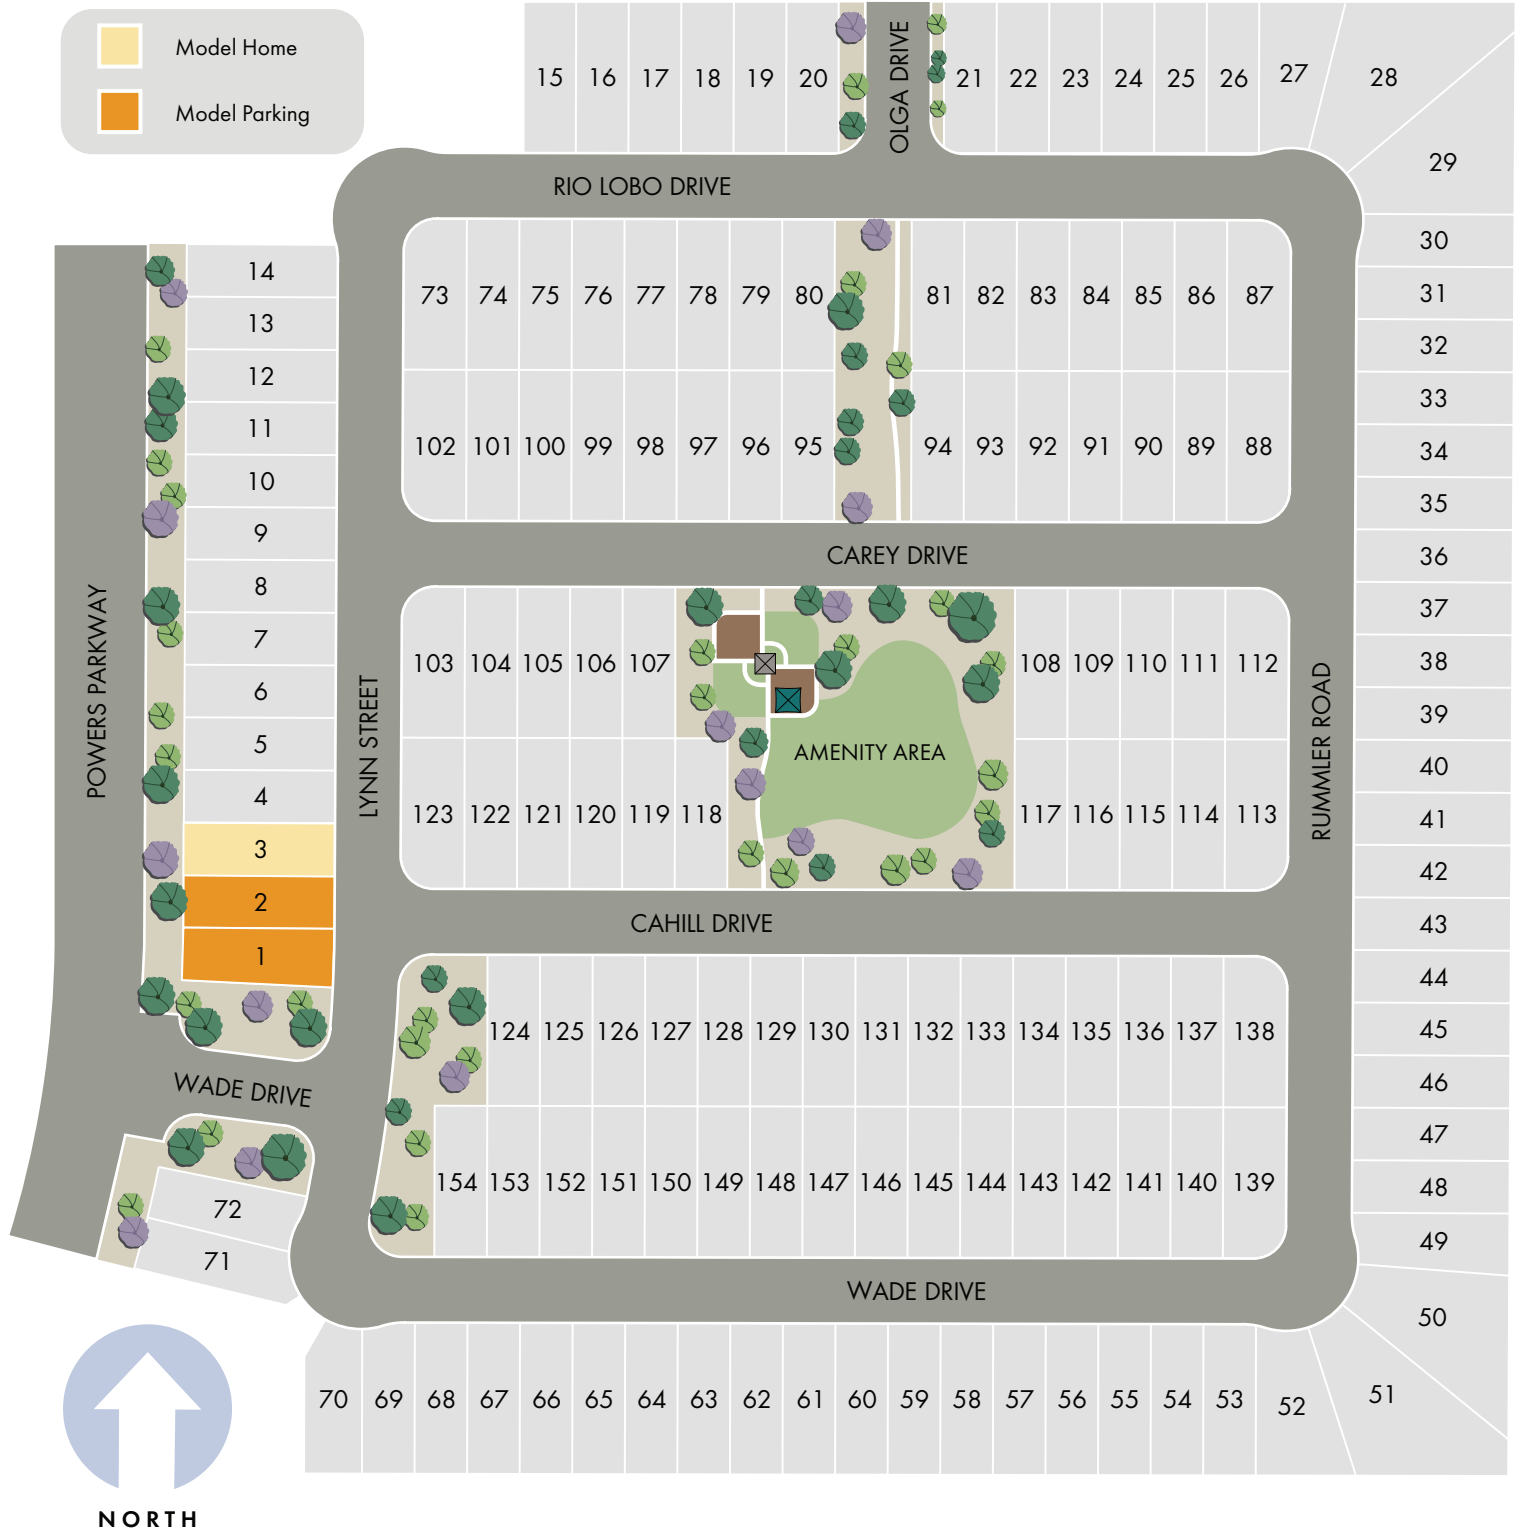 Model Home
Model Parking
15 16 17 18 19 20
OLGA DRIVE
21 22 23 24 25 26 27 28
29
RIO LOBO DRIVE
30
31
32
33
34
35
36
37
38
39
40
41
42
43
44
45
46
47
48
49
50
51
14
13
12
11
10
9
8
7
6
5
4
3
2
1
POWERS PARKWAY
LYNN STREET
RUMMLER ROAD
73 74 75 76 77 78 79 80 81 82 83 84 85 86 87
102 101 100 99 98 97 96 95 94 93 92 91 90 89 88
CAREY DRIVE
103 104 105 106 107 108 109 110 111 112
AMENITY AREA
123 122 121 120 119 118 117 116 115 114 113
CAHILL DRIVE
124 125 126 127 128 129 130 131 132 133 134 135 136 137 138
154 153 152 151 150 149 148 147 146 145 144 143 142 141 140 139
WADE DRIVE
72
71
WADE DRIVE
70 69 68 67 66 65 64 63 62 61 60 59 58 57 56 55 54 53 52
NORTH